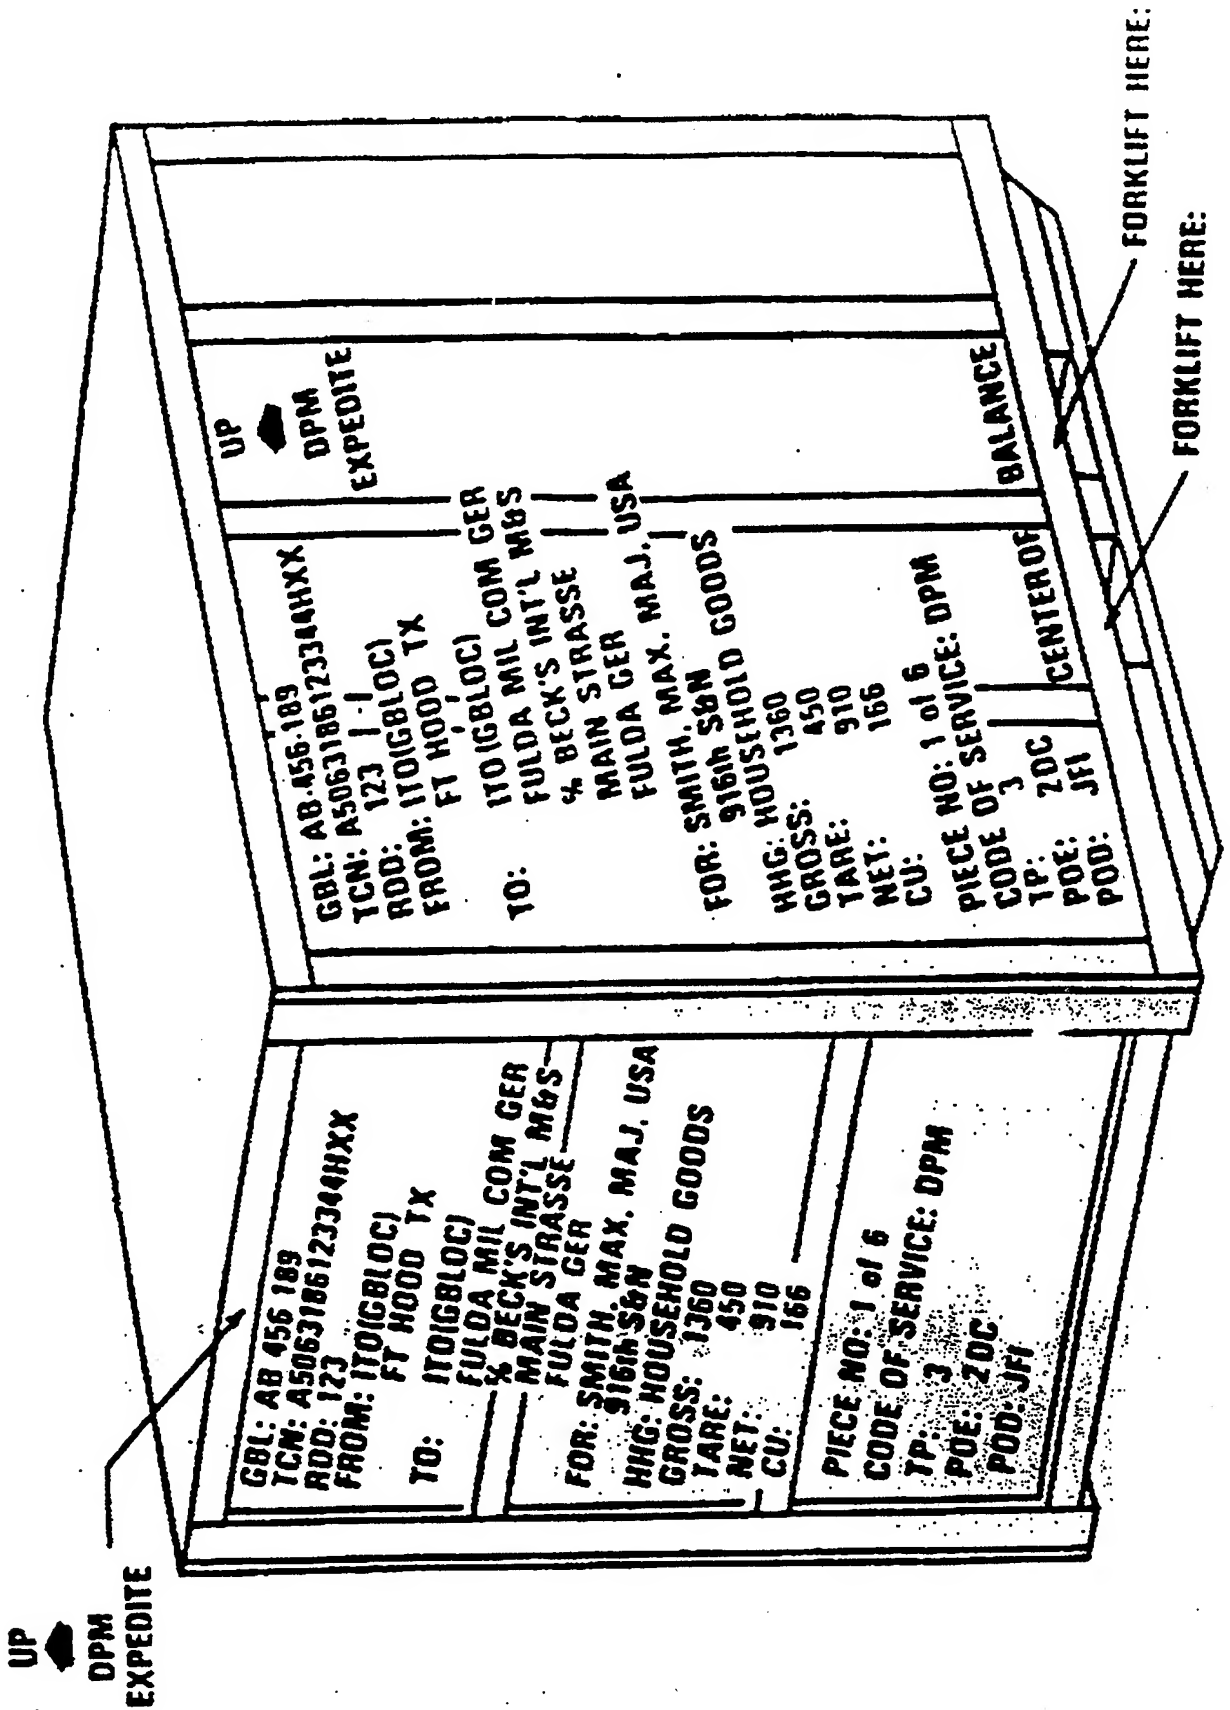 UP
DPM
EXPEDITE
GBL: AB 456 189
TCN: A5063186123344HXX
RDD: 123
FROM: ITO(GBLOC)
FT HOOD TX
TO: ITO(GBLOC)
FULDA MIL COM GER
% BECK'S INT'L M&S
MAIN STRASSE
FULDA GER
FOR: SMITH, MAX, MAJ, USA
916th S&N
HHG: HOUSEHOLD GOODS
GROSS: 1360
TARE: 450
NET: 910
CU: 166
PIECE NO: 1 of 6
CODE OF SERVICE: DPM
TP: 3
POE: ZDC
POD: JFI
GBL: AB-456-189
TCN: A5063186123344HXX
RDD: 123
FROM: ITO(GBLOC)
FT HOOD TX
TO: ITO(GBLOC)
FULDA MIL COM GER
% BECK'S INT'L M&S
MAIN STRASSE
FULDA GER
FOR: SMITH, MAX, MAJ, USA
916th S&N
HHG: HOUSEHOLD GOODS
GROSS: 1360
TARE: 450
NET: 910
CU: 166
PIECE NO: 1 of 6
CODE OF SERVICE: DPM
TP: 3
POE: ZDC
POD: JFI
UP
DPM
EXPEDITE
CENTER OF BALANCE
FORKLIFT HERE:
FORKLIFT HERE: